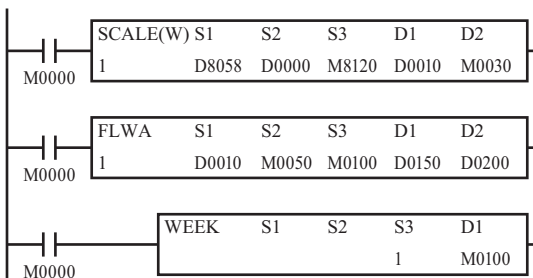 SCALE(W) S1 S2 S3 D1 D2
1 D8058 D0000 M8120 D0010 M0030
M0000
FLWA S1 S2 S3 D1 D2
1 D0010 M0050 M0100 D0150 D0200
M0000
WEEK S1 S2 S3 D1
1 M0100
M0000